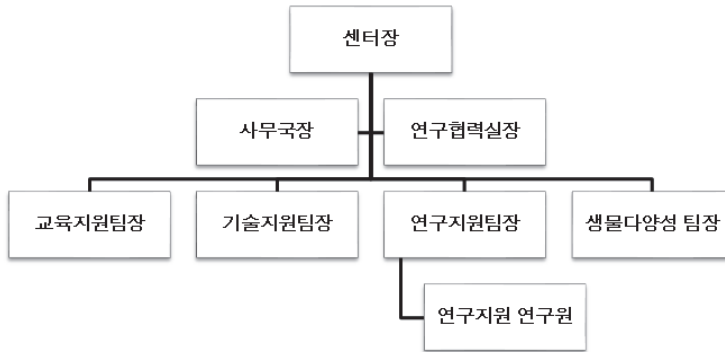 센터장
사무국장
연구협력실장
교육지원팀장
기술지원팀장
연구지원팀장
생물다양성 팀장
연구지원 연구원